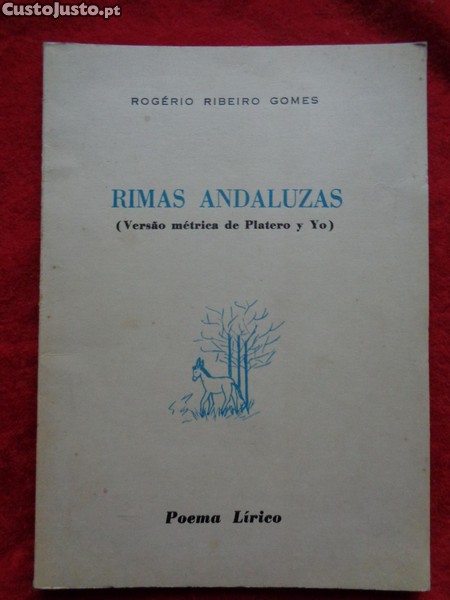 CustoJusto.pt
ROGÉRIO RIBEIRO GOMES
RIMAS ANDALUZAS
(Versão métrica de Platero y Yo)
Poema Lírico